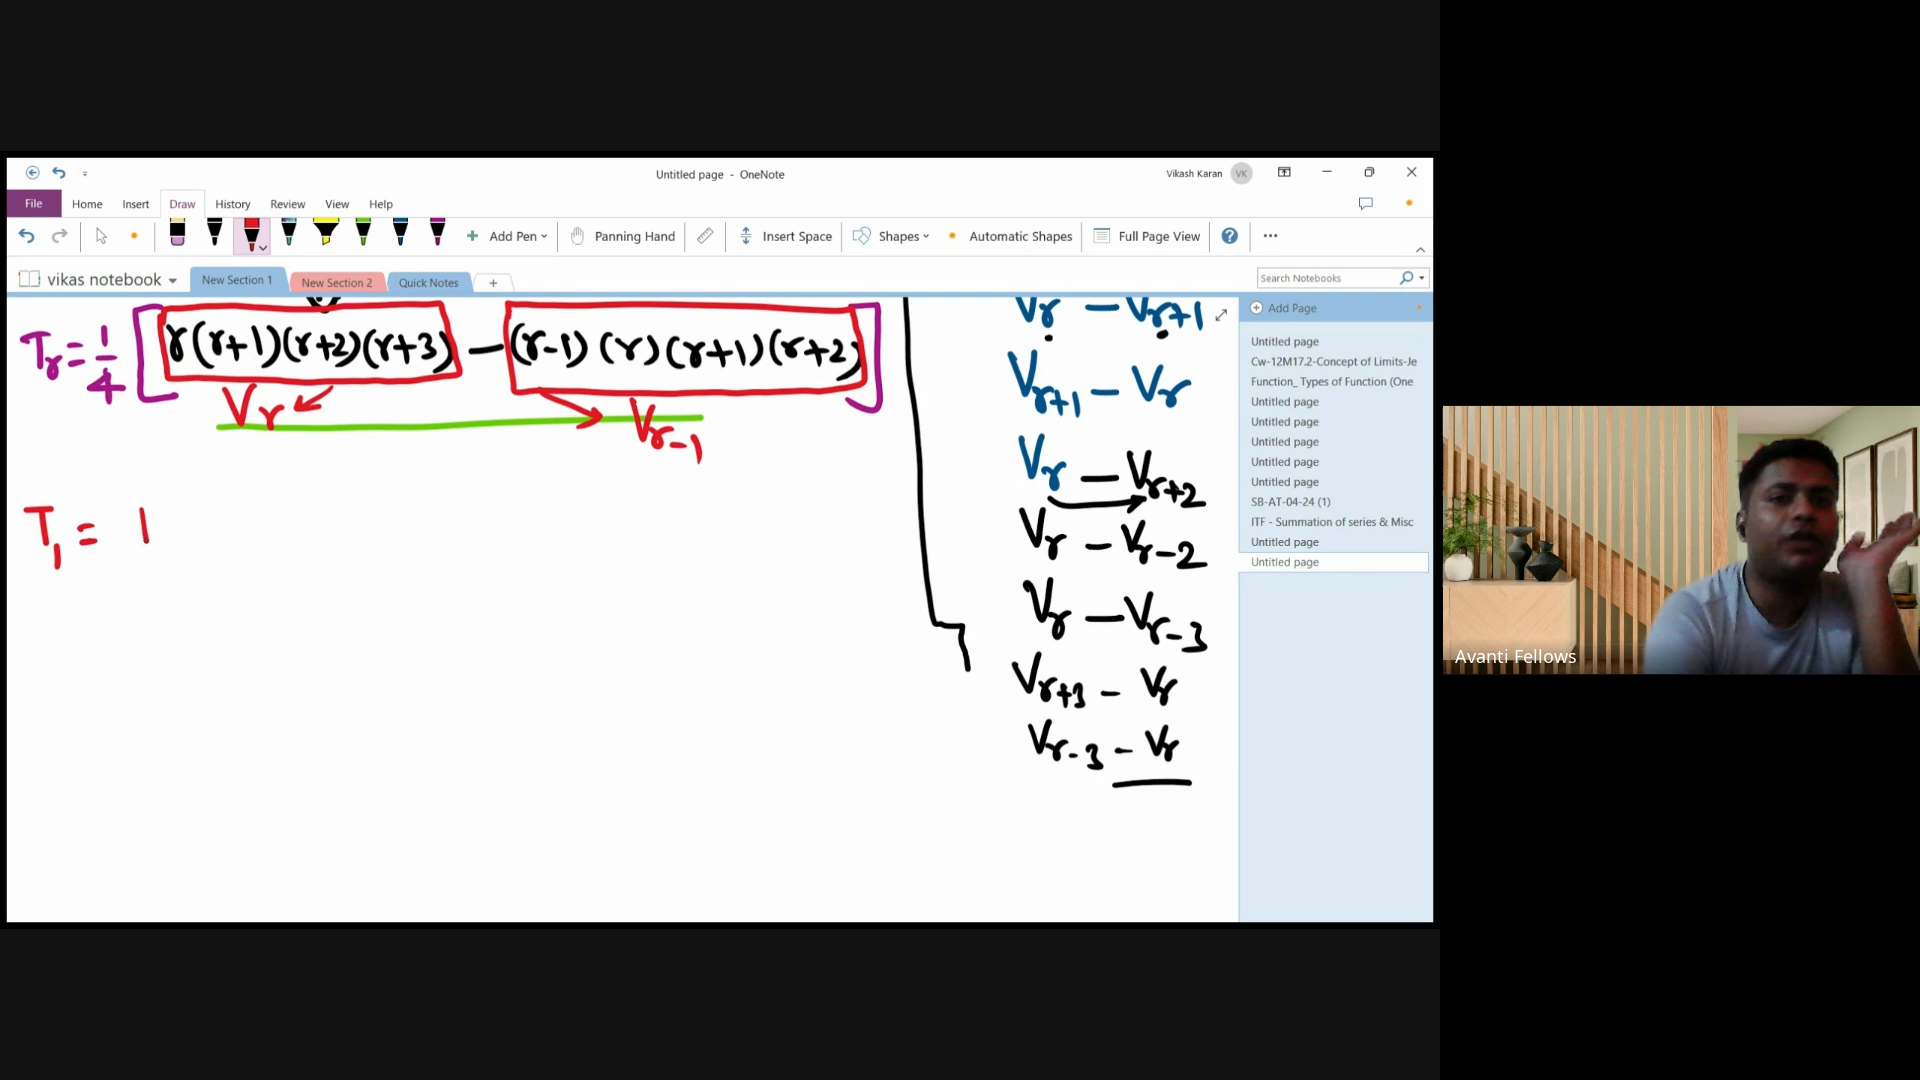 Untitled page - OneNote
Vikash Karan VK
File Home Insert Draw History Review View Help
Add Pen Panning Hand Insert Space Shapes Automatic Shapes Full Page View
vikas notebook New Section 1 New Section 2 Quick Notes
Search Notebooks
Tr = 1/4 [r(r+1)(r+2)(r+3) - (r-1)(r)(r+1)(r+2)]
Vr Vr-1
T1 = 1
Vr - Vr+1
Vr+1 - Vr
Vr - Vr+2
Vr - Vr-2
Vr - Vr-3
Vr+3 - Vr
Vr-3 - Vr
Add Page
Untitled page
Cw-12M17.2-Concept of Limits-Je
Function_ Types of Function (One
Untitled page
Untitled page
Untitled page
Untitled page
Untitled page
SB-AT-04-24 (1)
ITF - Summation of series & Misc
Untitled page
Untitled page
Avanti Fellows